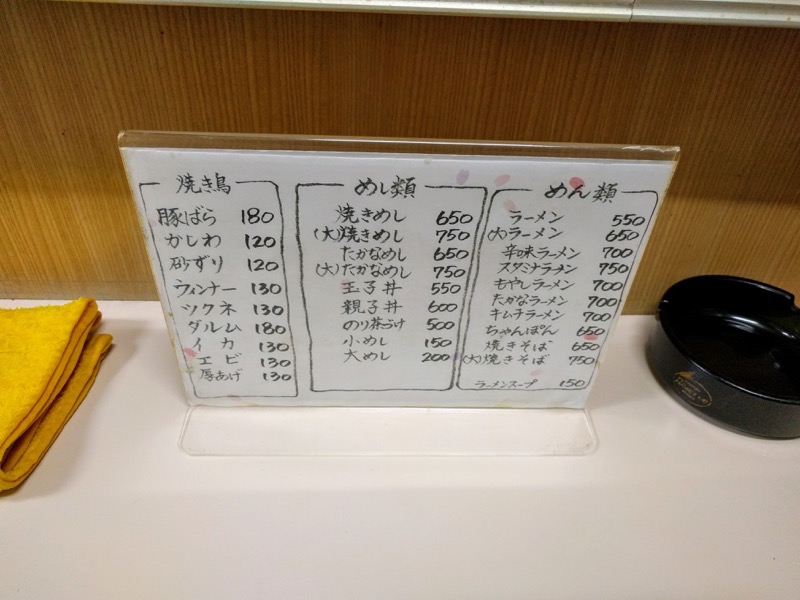 焼き鳥
豚ばら 180
かしわ 120
砂ずり 120
ウィンナー 130
ツクネ 130
ダルム 180
イカ 130
エビ 130
厚あげ 130
めし類
焼きめし 650
(大)焼きめし 750
たかなめし 650
(大)たかなめし 750
玉子丼 550
親子丼 600
のり茶づけ 500
小めし 150
大めし 200
めん類
ラーメン 550
(大)ラーメン 650
辛味ラーメン 700
スタミナラーメン 750
もやしラーメン 700
たかなラーメン 700
キムチラーメン 700
ちゃんぽん 650
焼きそば 650
(大)焼きそば 750
ラーメンスープ 150